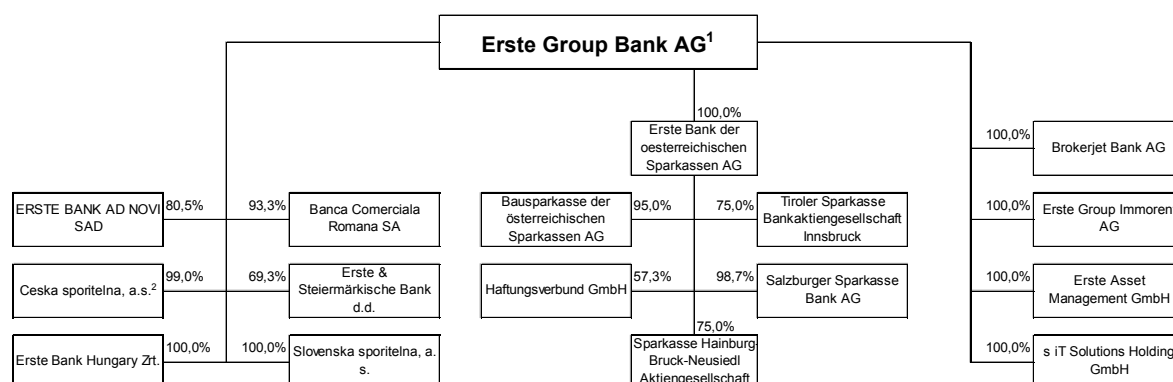 Erste Group Bank AG1
100,0%
Erste Bank der
oesterreichischen
Sparkassen AG
100,0%
Brokerjet Bank AG
ERSTE BANK AD NOVI
SAD
80,5%
93,3%
Banca Comerciala
Romana SA
Bausparkasse der
österreichischen
Sparkassen AG
95,0%
75,0%
Tiroler Sparkasse
Bankaktiengesellschaft
Innsbruck
100,0%
Erste Group Immorent
AG
Ceska sporitelna, a.s.2
99,0%
69,3%
Erste &
Steiermärkische Bank
d.d.
Haftungsverbund GmbH
57,3%
98,7%
Salzburger Sparkasse
Bank AG
100,0%
Erste Asset
Management GmbH
Erste Bank Hungary Zrt.
100,0%
100,0%
Slovenska sporitelna, a.
s.
75,0%
Sparkasse Hainburg-
Bruck-Neusiedl
Aktiengesellschaft
100,0%
s iT Solutions Holding
GmbH